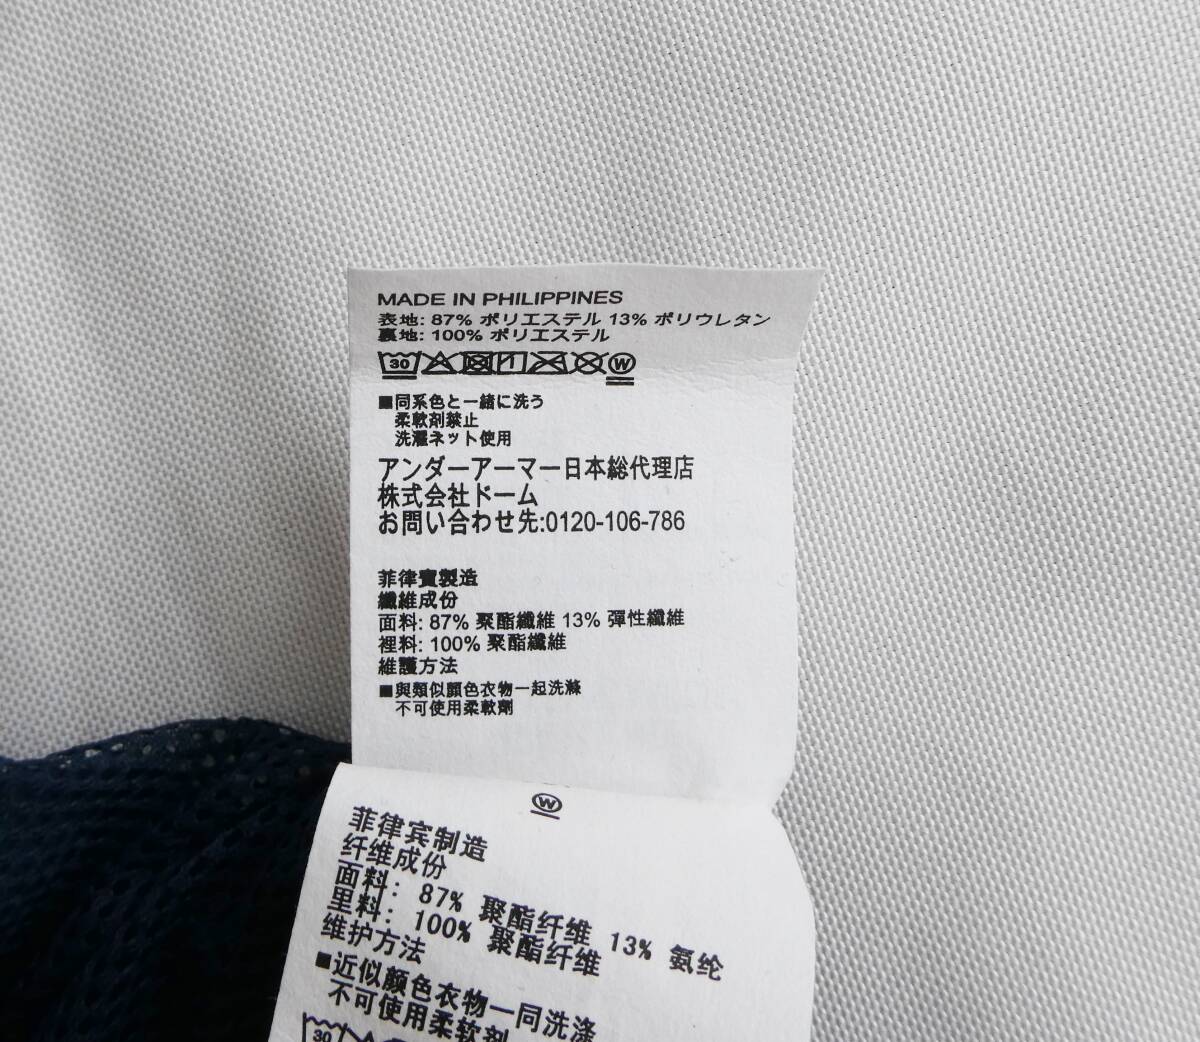 MADE IN PHILIPPINES
表地: 87% ポリエステル 13% ポリウレタン
裏地: 100% ポリエステル
30 W
■同系色と一緒に洗う
柔軟剤禁止
洗濯ネット使用
アンダーアーマー日本総代理店
株式会社ドーム
お問い合わせ先:0120-106-786
菲律賓製造
纖維成份
面料: 87% 聚酯纖維 13% 彈性纖維
裡料: 100% 聚酯纖維
維護方法
■與類似顏色衣物一起洗滌
不可使用柔軟劑
W
菲律宾制造
纤维成份
面料: 87% 聚酯纤维 13% 氨纶
里料: 100% 聚酯纤维
维护方法
■近似颜色衣物一同洗涤
不可使用柔软剂
30